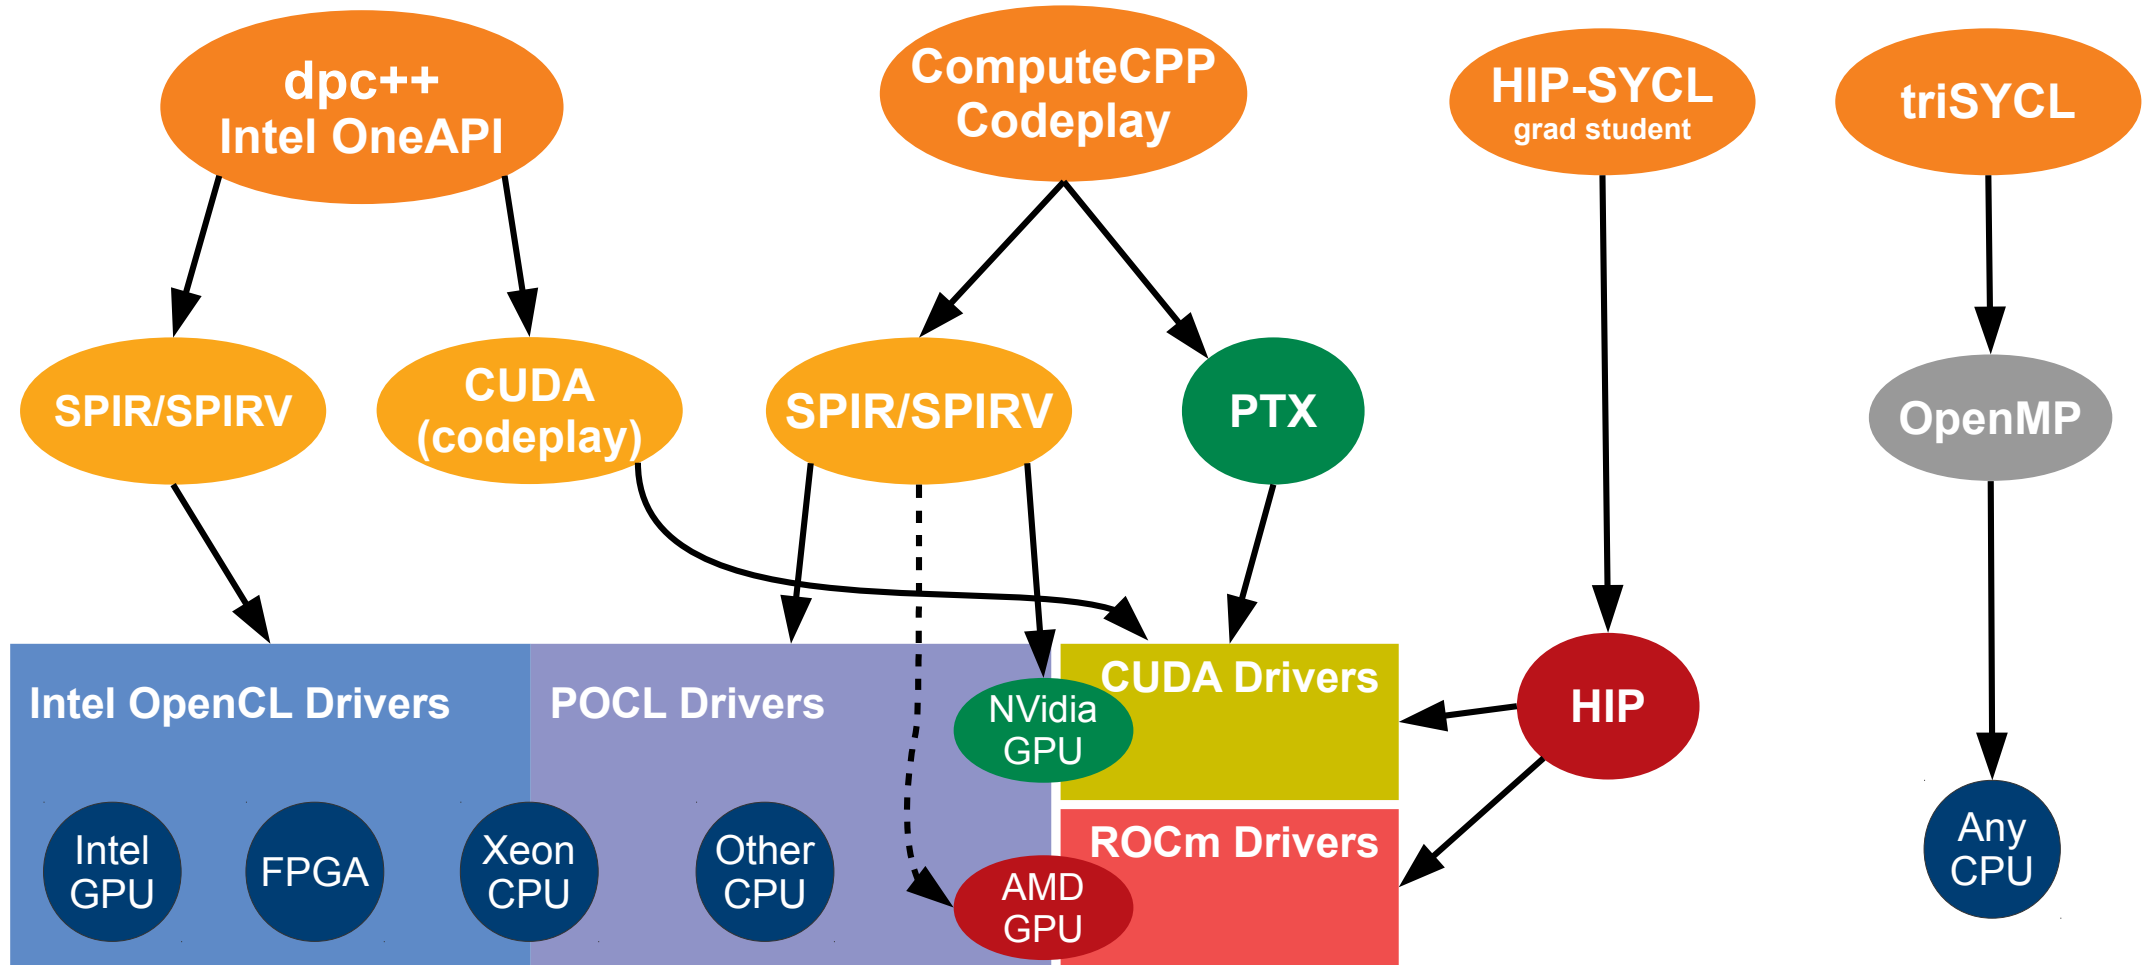 dpc++
Intel OneAPI
ComputeCPP
Codeplay
HIP-SYCL
grad student
triSYCL
SPIR/SPIRV
CUDA
(codeplay)
SPIR/SPIRV
PTX
OpenMP
Intel OpenCL Drivers
POCL Drivers
NVidia
GPU
CUDA Drivers
HIP
Intel
GPU
FPGA
Xeon
CPU
Other
CPU
AMD
GPU
ROCm Drivers
Any
CPU